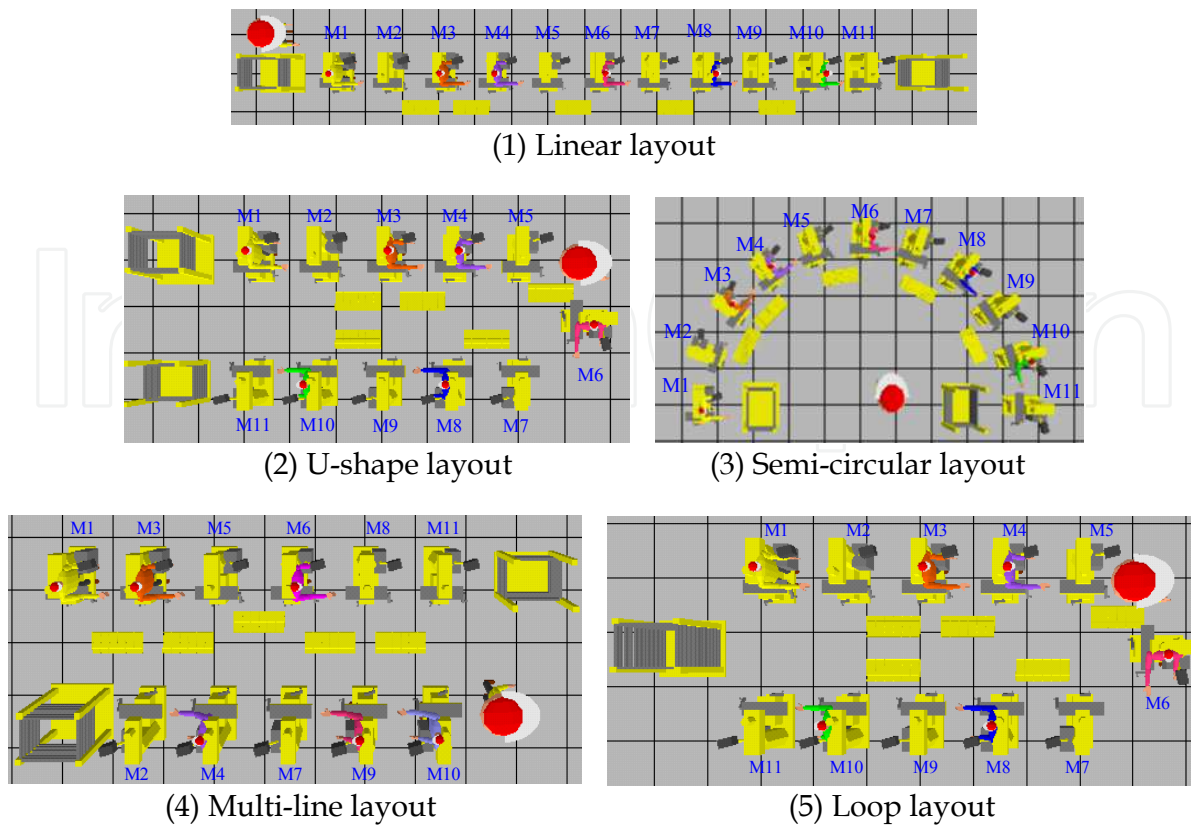 M1 M2 M3 M4 M5 M6 M7 M8 M9 M10 M11
(1) Linear layout
M1 M2 M3 M4 M5
M6
M11 M10 M9 M8 M7
(2) U-shape layout
M6
M5 M7
M4 M8
M3 M9
M2 M10
M1 M11
(3) Semi-circular layout
M1 M3 M5 M6 M8 M11
M2 M4 M7 M9 M10
(4) Multi-line layout
M1 M2 M3 M4 M5
M6
M11 M10 M9 M8 M7
(5) Loop layout